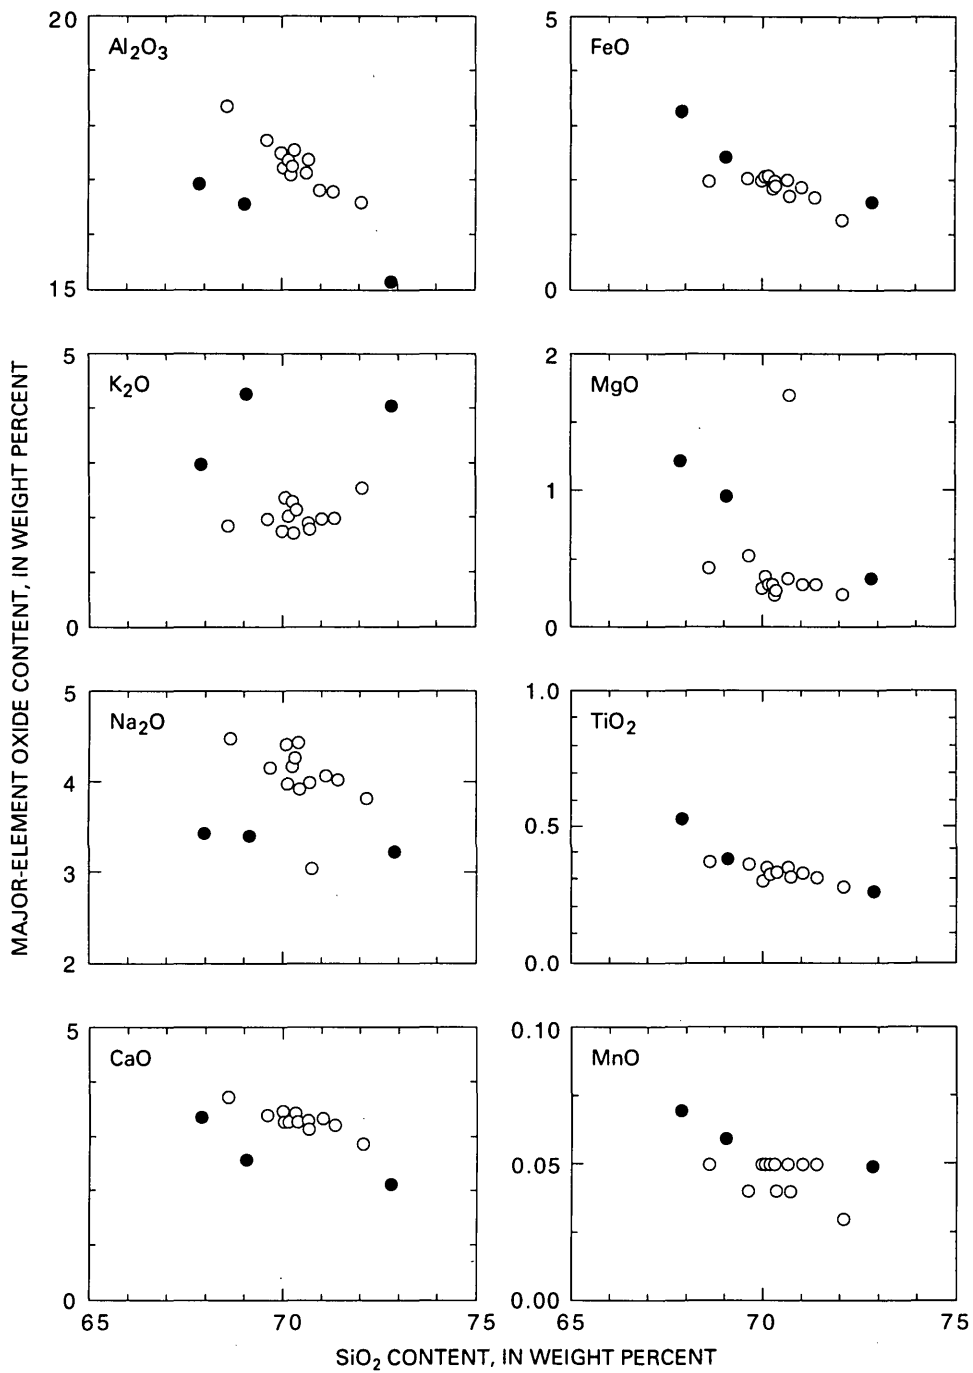 20
Al₂O₃
15
5
FeO
0
5
K₂O
0
2
MgO
1
0
5
Na₂O
4
3
2
1.0
TiO₂
0.5
0.0
5
CaO
0
65
70
75
0.10
MnO
0.05
0.00
65
70
75
MAJOR-ELEMENT OXIDE CONTENT, IN WEIGHT PERCENT
SiO₂ CONTENT, IN WEIGHT PERCENT